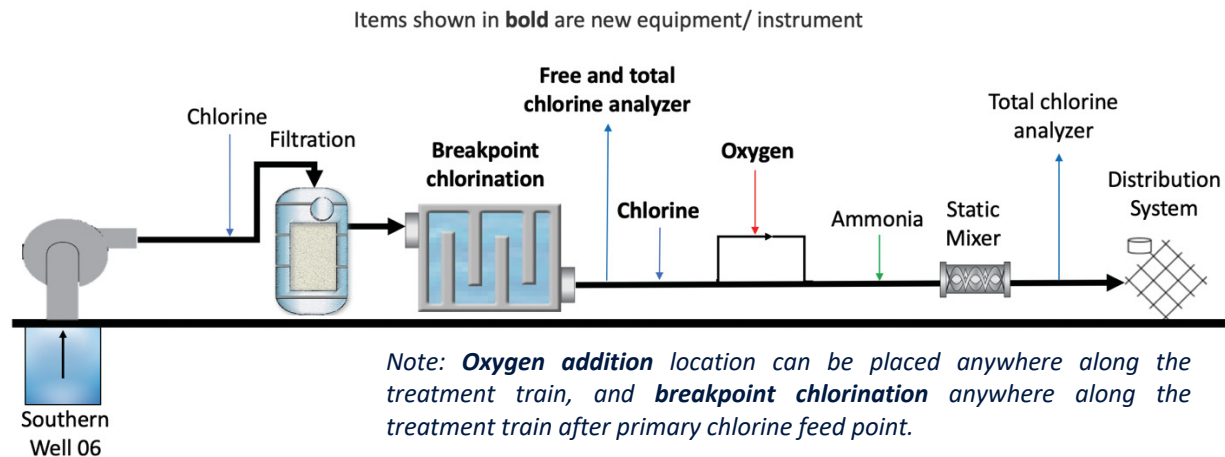 Items shown in bold are new equipment/ instrument
Free and total
chlorine analyzer
Total chlorine
analyzer
Chlorine
Filtration
Breakpoint
chlorination
Oxygen
Distribution
System
Chlorine
Ammonia
Static
Mixer
Note: Oxygen addition location can be placed anywhere along the
treatment train, and breakpoint chlorination anywhere along the
treatment train after primary chlorine feed point.
Southern
Well 06